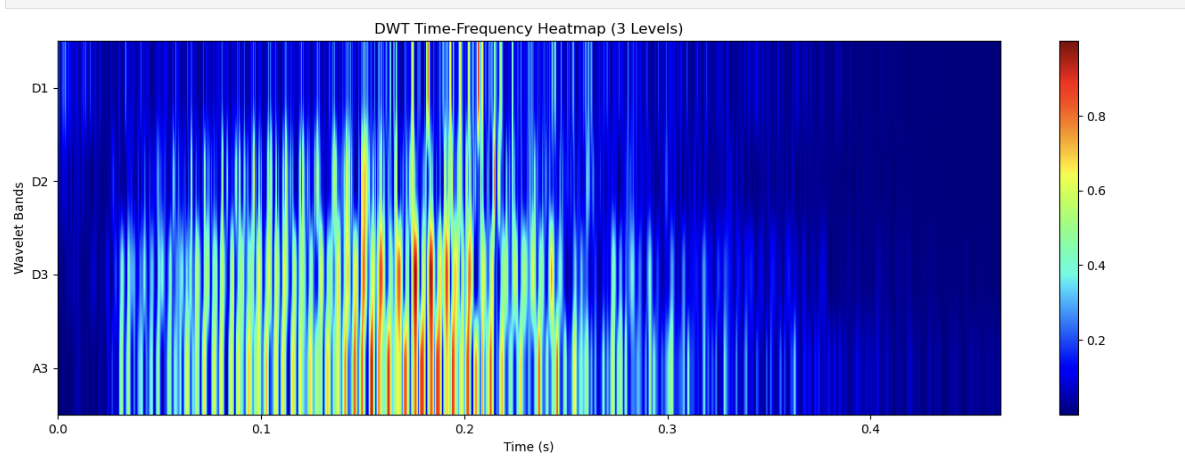 DWT Time-Frequency Heatmap (3 Levels)
D1
D2
D3
A3
Wavelet Bands
0.0 0.1 0.2 0.3 0.4
Time (s)
0.8
0.6
0.4
0.2